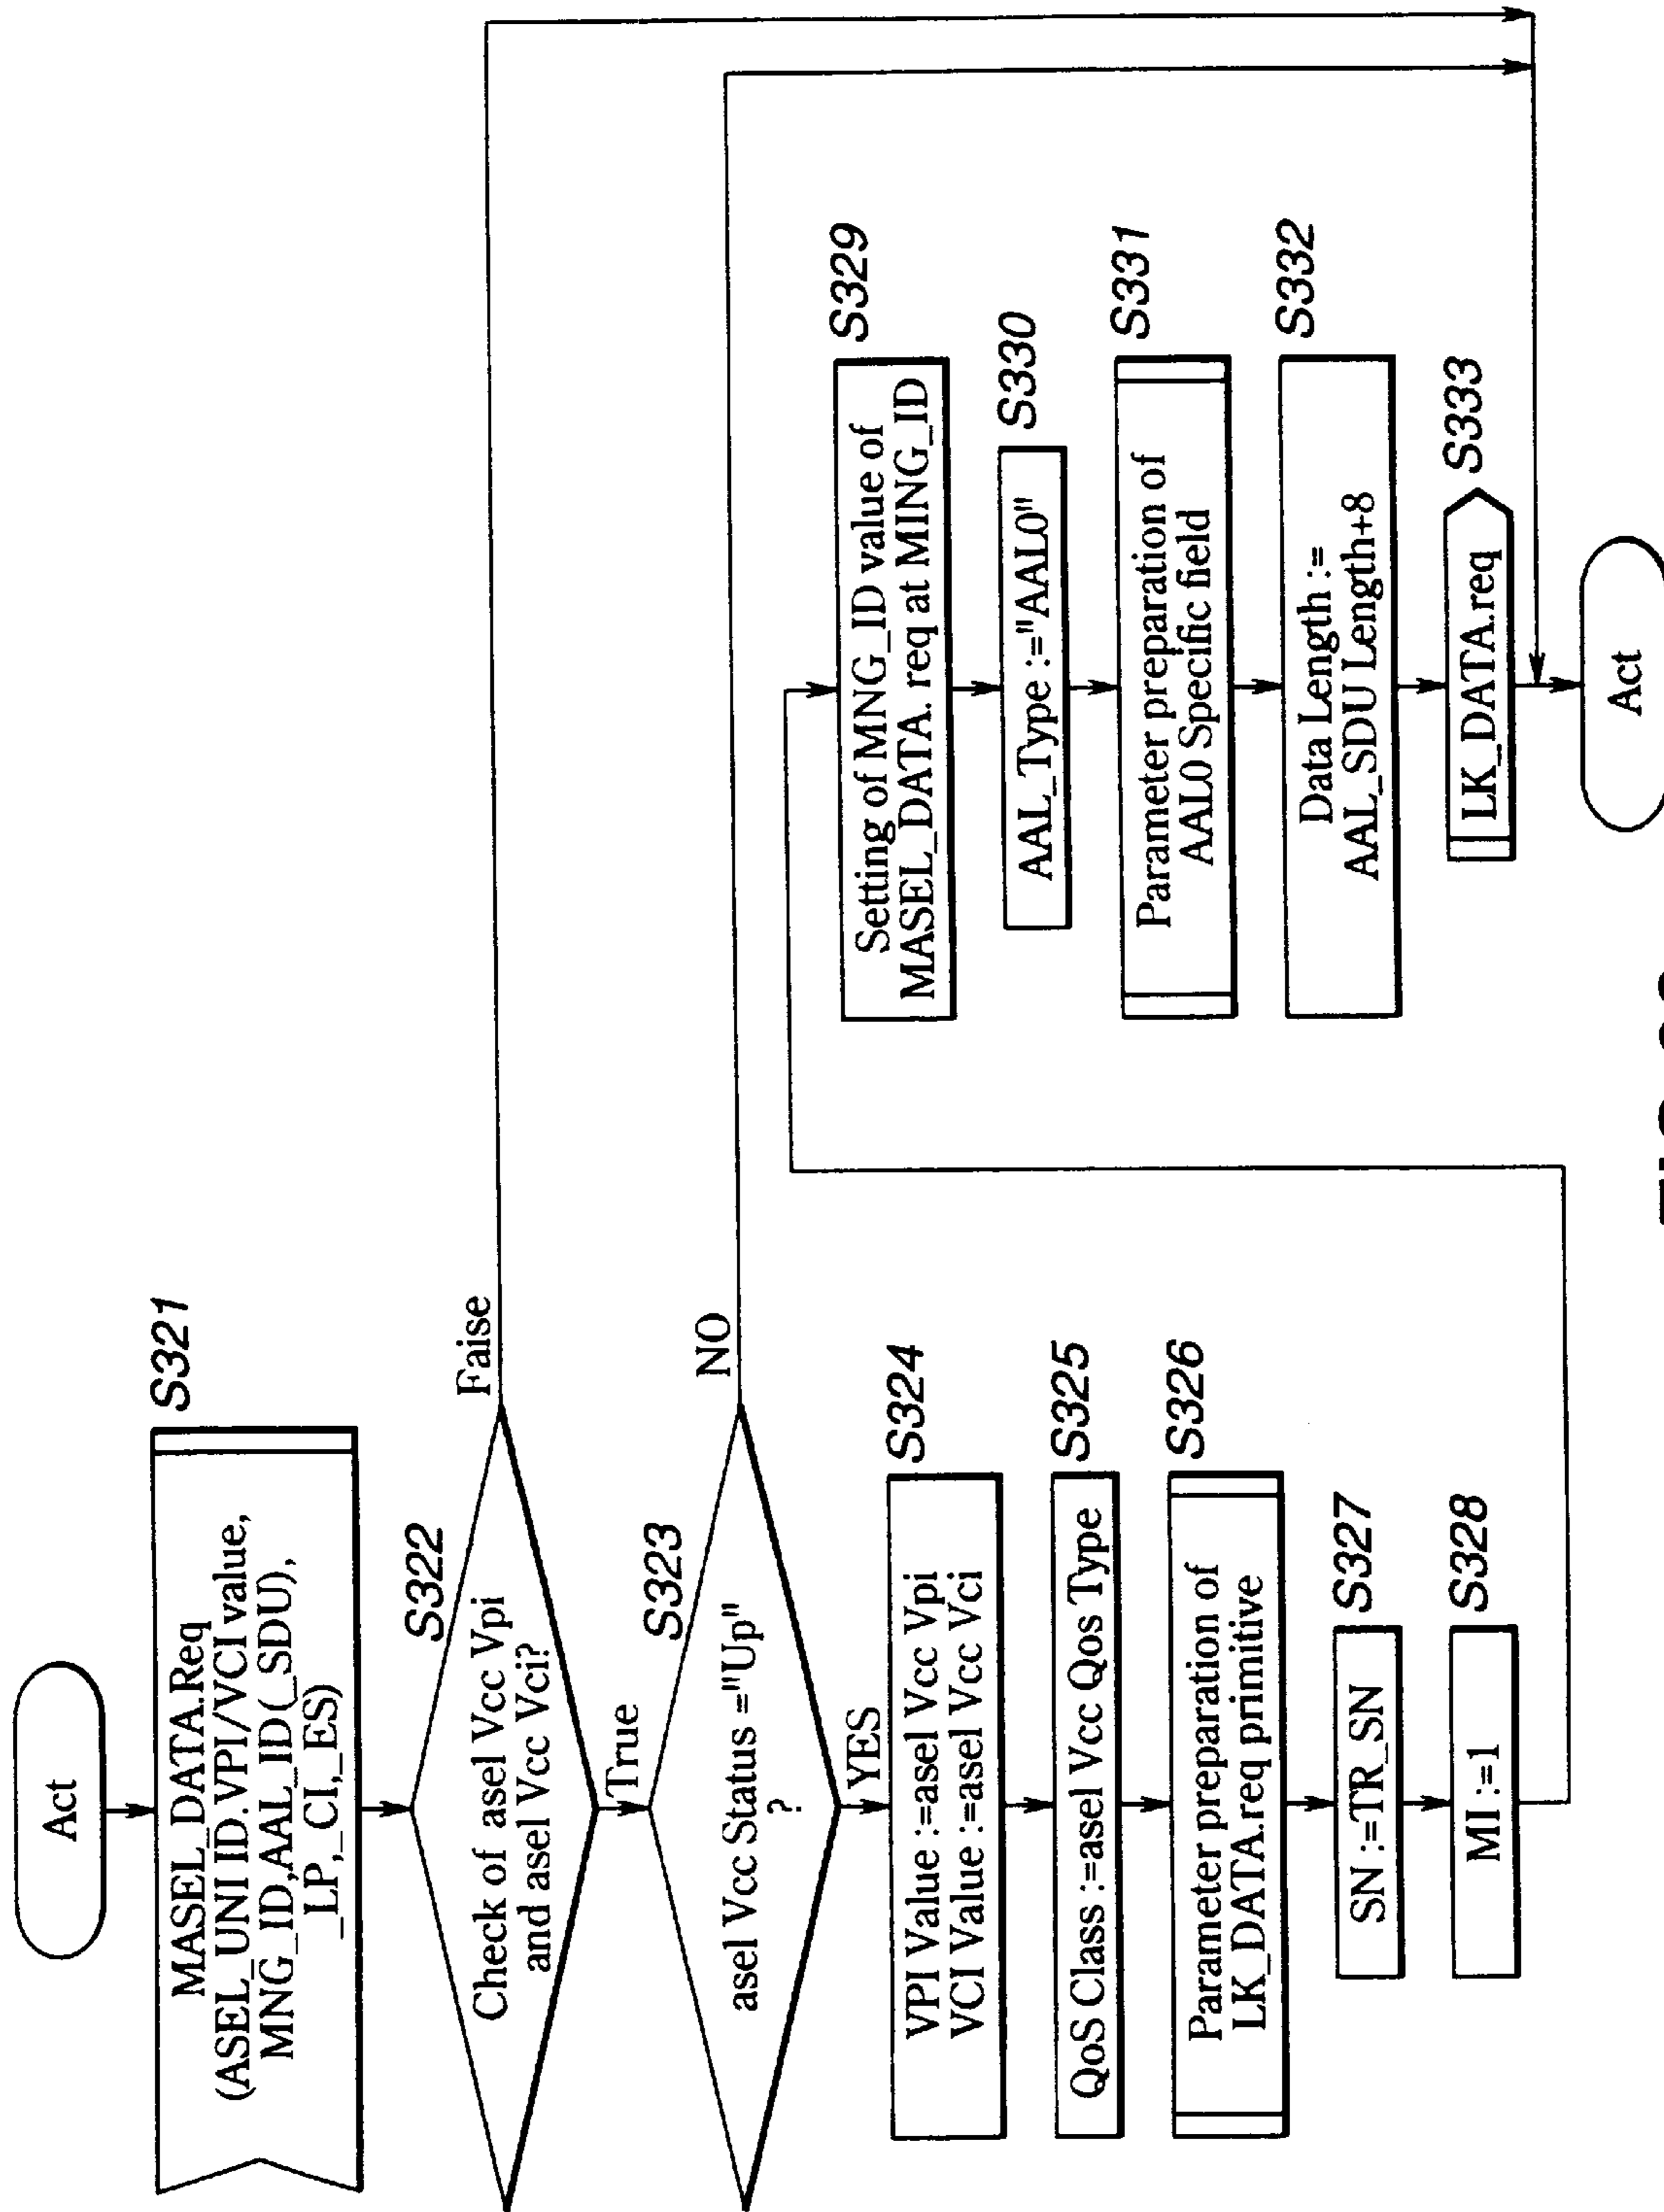 Act
MASEL_DATA.Req
(ASEL_UNI ID.VPI/VCI value,
MNG_ID,AAL_ID(_SDU),
_LP,_CI,_ES)
S321
Check of asel Vcc Vpi
and asel Vcc Vci?
S322
Faise
True
asel Vcc Status ="Up"
?
S323
NO
YES
VPI Value :=asel Vcc Vpi
VCI Value :=asel Vcc Vci
S324
QoS Class :=asel Vcc Qos Type
S325
Parameter preparation of
LK_DATA.req primitive
S326
SN :=TR_SN
S327
MI :=1
S328
Setting of MNG_ID value of
MASEL_DATA. req at MING_ID
S329
AAL_Type :="AAL0"
S330
Parameter preparation of
AAL0 Specific field
S331
Data Length :=
AAL_SDU Length+8
S332
LK_DATA.req
S333
Act